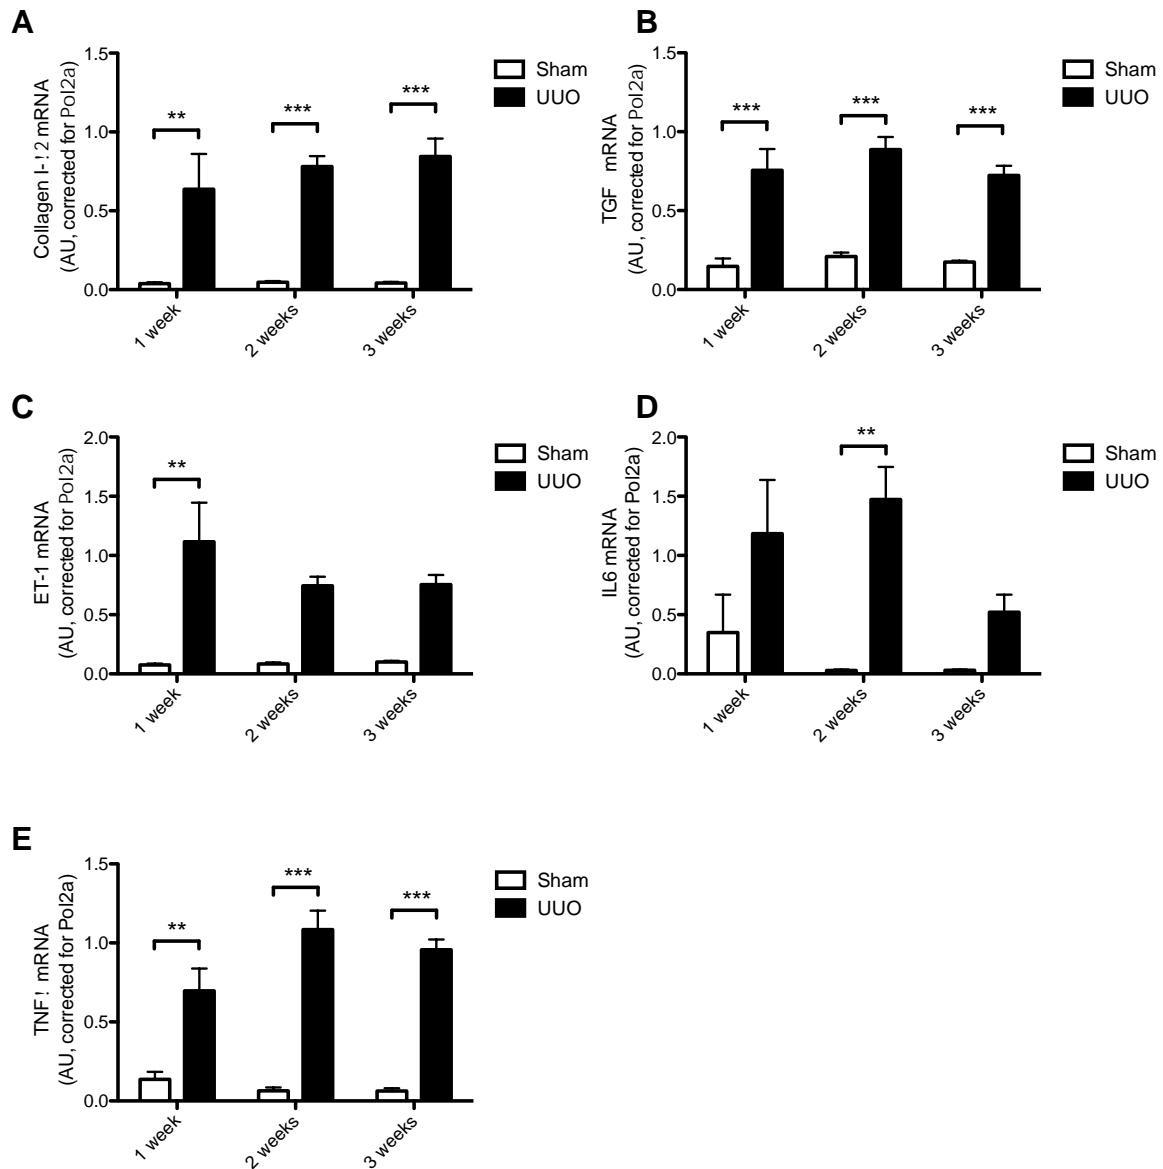 A
Collagen I-!2 mRNA
(AU, corrected for Pol2a)
1.5
1.0
0.5
0.0
**
***
***
1 week
2 weeks
3 weeks
Sham
UUO
B
TGF mRNA
(AU, corrected for Pol2a)
1.5
1.0
0.5
0.0
***
***
***
1 week
2 weeks
3 weeks
Sham
UUO
C
ET-1 mRNA
(AU, corrected for Pol2a)
2.0
1.5
1.0
0.5
0.0
**
1 week
2 weeks
3 weeks
Sham
UUO
D
IL6 mRNA
(AU, corrected for Pol2a)
2.0
1.5
1.0
0.5
0.0
**
1 week
2 weeks
3 weeks
Sham
UUO
E
TNF! mRNA
(AU, corrected for Pol2a)
1.5
1.0
0.5
0.0
**
***
***
1 week
2 weeks
3 weeks
Sham
UUO